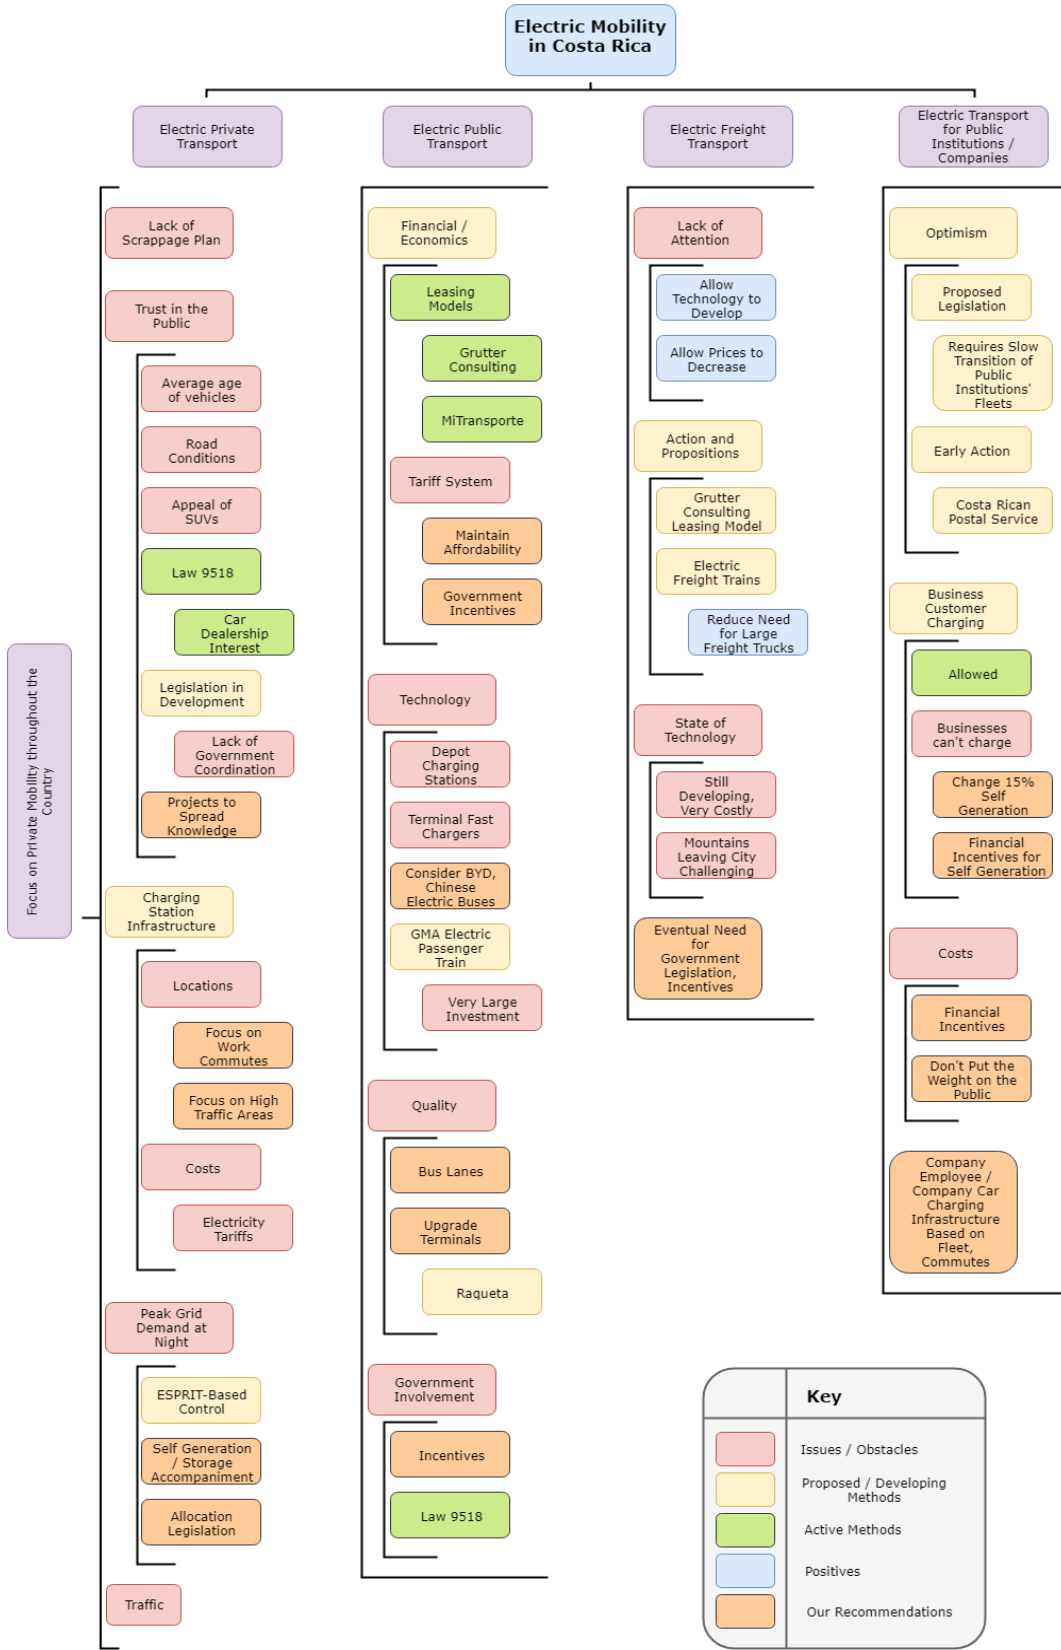 Electric Mobility
in Costa Rica
Electric Private
Transport
Electric Public
Transport
Electric Freight
Transport
Electric Transport
for Public
Institutions /
Companies
Focus on Private Mobility throughout the
Country
Lack of
Scrappage Plan
Trust in the
Public
Average age
of vehicles
Road
Conditions
Appeal of
SUVs
Law 9518
Car
Dealership
Interest
Legislation in
Development
Lack of
Government
Coordination
Projects to
Spread
Knowledge
Charging
Station
Infrastructure
Locations
Focus on
Work
Commutes
Focus on High
Traffic Areas
Costs
Electricity
Tariffs
Peak Grid
Demand at
Night
ESPRIT-Based
Control
Self Generation
/ Storage
Accompaniment
Allocation
Legislation
Traffic
Financial /
Economics
Leasing
Models
Grutter
Consulting
MiTransporte
Tariff System
Maintain
Affordability
Government
Incentives
Technology
Depot
Charging
Stations
Terminal Fast
Chargers
Consider BYD,
Chinese
Electric Buses
GMA Electric
Passenger
Train
Very Large
Investment
Quality
Bus Lanes
Upgrade
Terminals
Raqueta
Government
Involvement
Incentives
Law 9518
Lack of
Attention
Allow
Technology to
Develop
Allow Prices to
Decrease
Action and
Propositions
Grutter
Consulting
Leasing Model
Electric
Freight Trains
Reduce Need
for Large
Freight Trucks
State of
Technology
Still
Developing,
Very Costly
Mountains
Leaving City
Challenging
Eventual Need
for
Government
Legislation,
Incentives
Optimism
Proposed
Legislation
Requires Slow
Transition of
Public
Institutions'
Fleets
Early Action
Costa Rican
Postal Service
Business
Customer
Charging
Allowed
Businesses
can't charge
Change 15%
Self
Generation
Financial
Incentives for
Self Generation
Costs
Financial
Incentives
Don't Put the
Weight on the
Public
Company
Employee /
Company Car
Charging
Infrastructure
Based on
Fleet,
Commutes
Key
Issues / Obstacles
Proposed / Developing
Methods
Active Methods
Positives
Our Recommendations